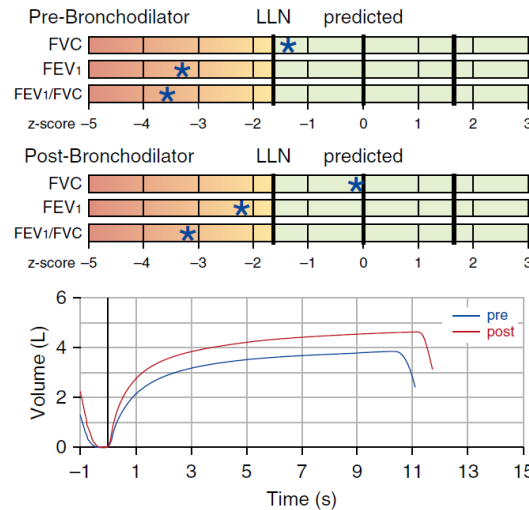 Pre-Bronchodilator LLN predicted
FVC
FEV1
FEV1/FVC
z-score −5 −4 −3 −2 −1 0 1 2 3
Post-Bronchodilator LLN predicted
FVC
FEV1
FEV1/FVC
z-score −5 −4 −3 −2 −1 0 1 2 3
6
pre
post
4
Volume (L)
2
0
−1 1 3 5 7 9 11 13 15
Time (s)